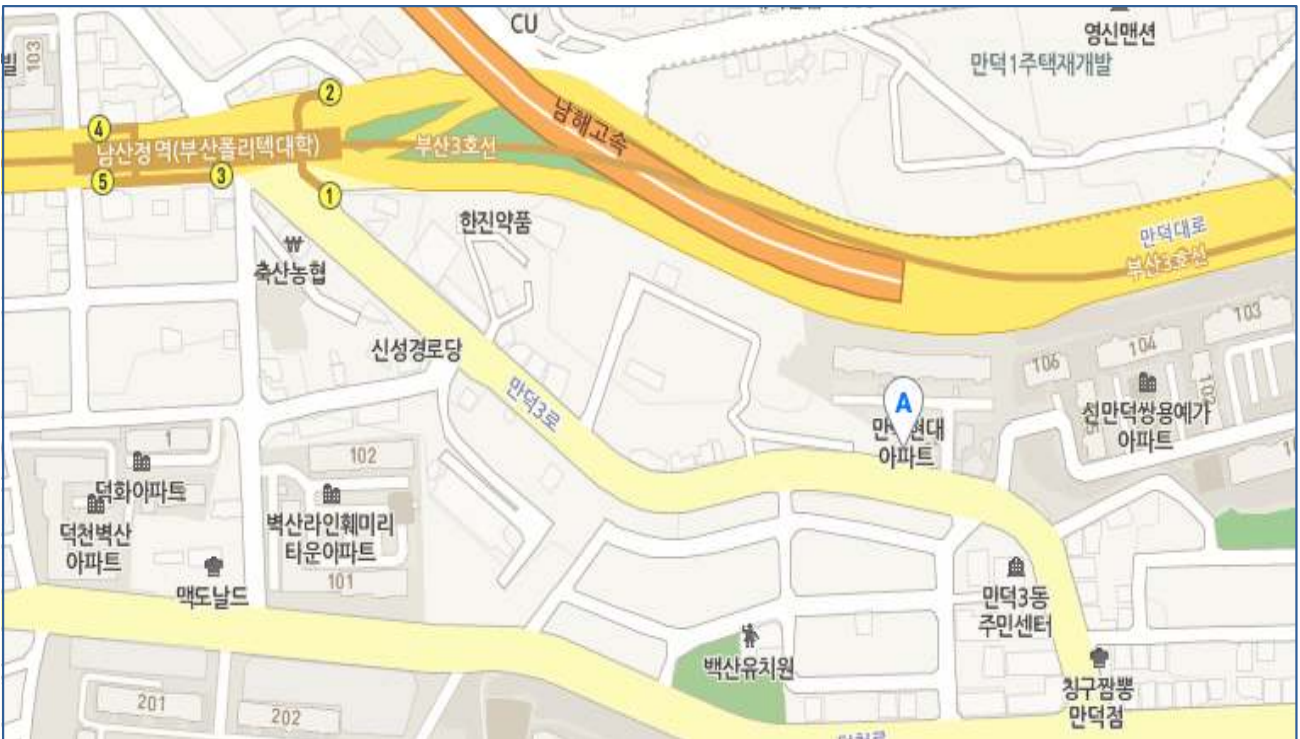 CU
영신맨션
만덕1주택재개발
빌
103
2
남해고속
4
남산정역(부산폴리텍대학)
부산3호선
5
3
1
한진약품
만덕대로
부산3호선
₩
축산농협
신성경로당
만덕3로
103
104
106
102
A
신만덕쌍용예가
아파트
아파트
1
102
덕화아파트
벽산라인훼미리
타운아파트
덕천벽산
아파트
101
맥도날드
만덕3동
주민센터
백산유치원
칭구짬뽕
만덕점
201
202